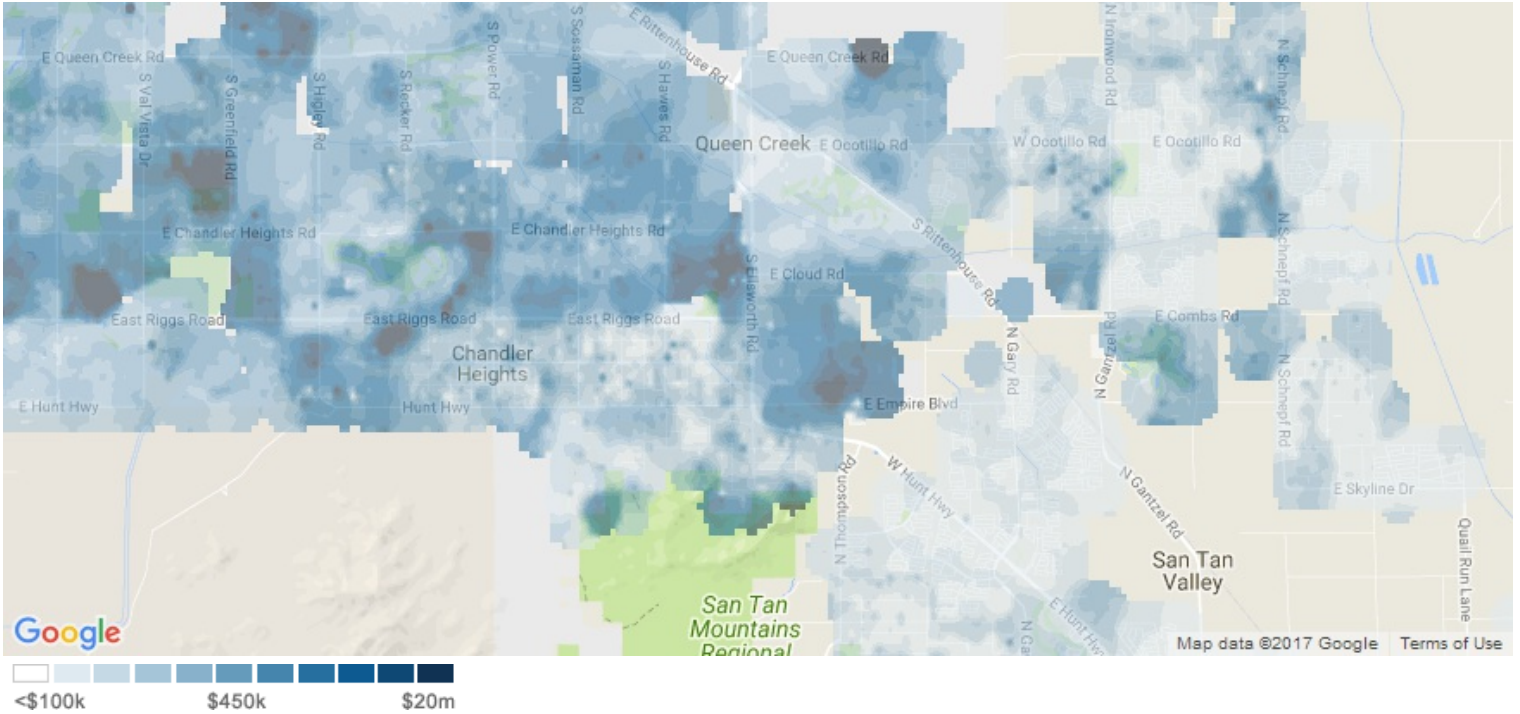 E Rittenhouse Rd
E Queen Creek Rd
S Val Vista Dr
S Greenfield Rd
S Higley Rd
S Recker Rd
S Power Rd
S Sossaman Rd
S Hawes Rd
E Queen Creek Rd
N Ironwood Rd
N Schnepf Rd
Queen Creek
E Ocotillo Rd
W Ocotillo Rd
E Ocotillo Rd
E Chandler Heights Rd
E Chandler Heights Rd
S Rittenhouse Rd
N Schnepf Rd
E Cloud Rd
S Ellsworth Rd
East Riggs Road
East Riggs Road
East Riggs Road
E Combs Rd
N Gary Rd
N Gantzel Rd
Chandler
Heights
N Schnepf Rd
E Hunt Hwy
Hunt Hwy
E Empire Blvd
N Thompson Rd
W Hunt Hwy
N Gantzel Rd
E Skyline Dr
Quail Run Lane
San Tan
Valley
San Tan
Mountains
Regional
E Hunt Hwy
Google
Map data ©2017 Google
Terms of Use
<$100k
$450k
$20m